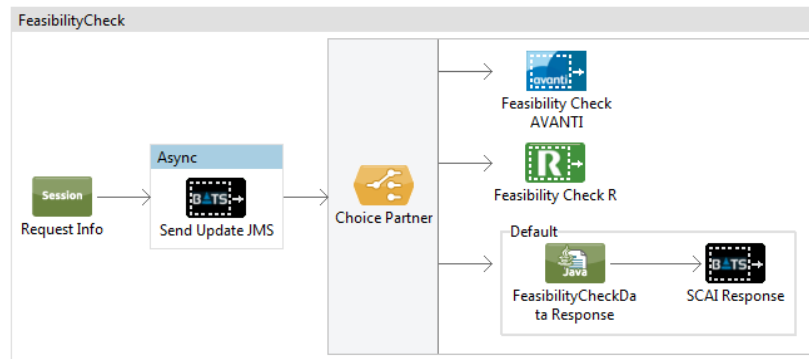 FeasibilityCheck
Async
Session
Request Info
BATS
Send Update JMS
Choice Partner
avanti
Feasibility Check
AVANTI
R
Feasibility Check R
Default
Java
FeasibilityCheckDa
ta Response
BATS
SCAI Response